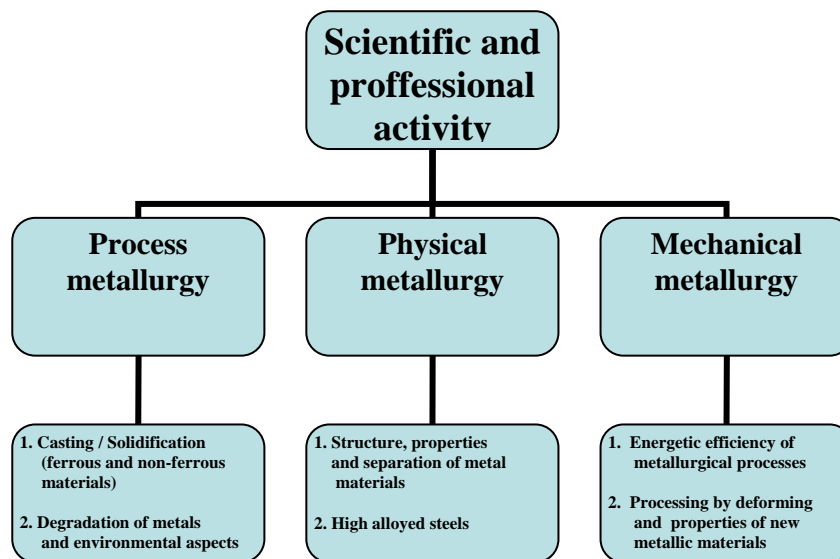 Scientific and
proffessional
activity
Process
metallurgy
Physical
metallurgy
Mechanical
metallurgy
1. Casting / Solidification
(ferrous and non-ferrous
materials)
2. Degradation of metals
and environmental aspects
1. Structure, properties
and separation of metal
materials
2. High alloyed steels
1. Energetic efficiency of
metallurgical processes
2. Processing by deforming
and properties of new
metallic materials